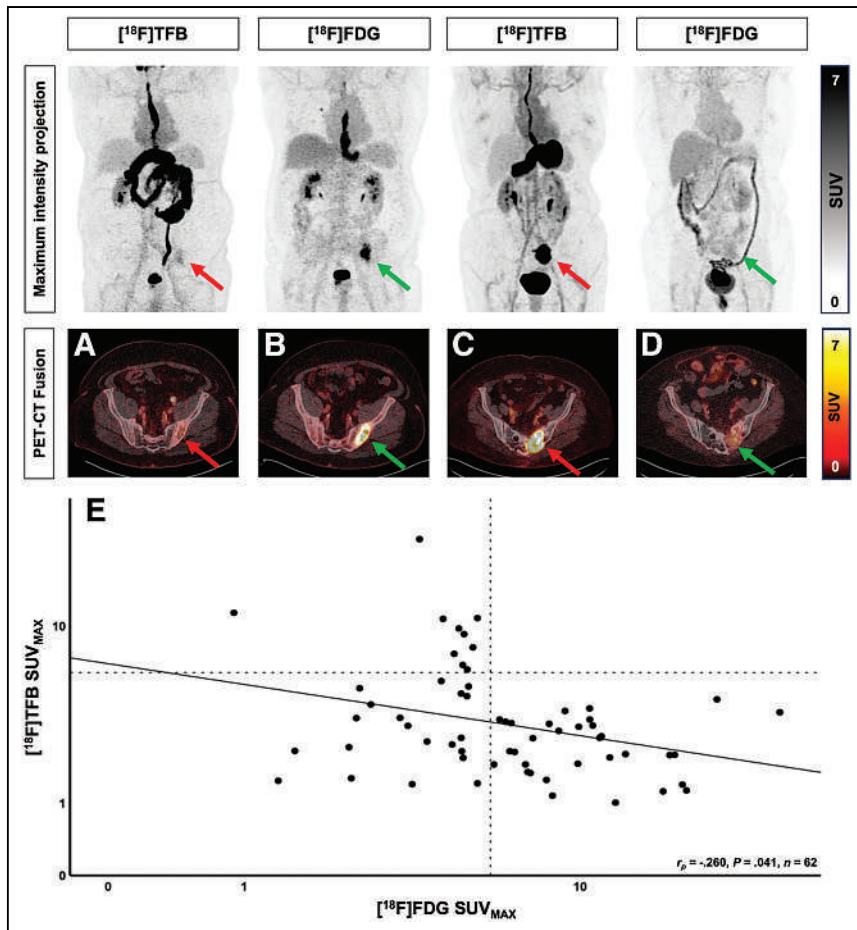 [¹⁸F]TFB
[¹⁸F]FDG
[¹⁸F]TFB
[¹⁸F]FDG
Maximum intensity projection
7
SUV
0
PET-CT Fusion
A
B
C
D
7
SUV
0
E
[¹⁸F]TFB SUVMAX
10
1
0
0
1
10
rₚ = -.260, P = .041, n = 62
[¹⁸F]FDG SUVMAX